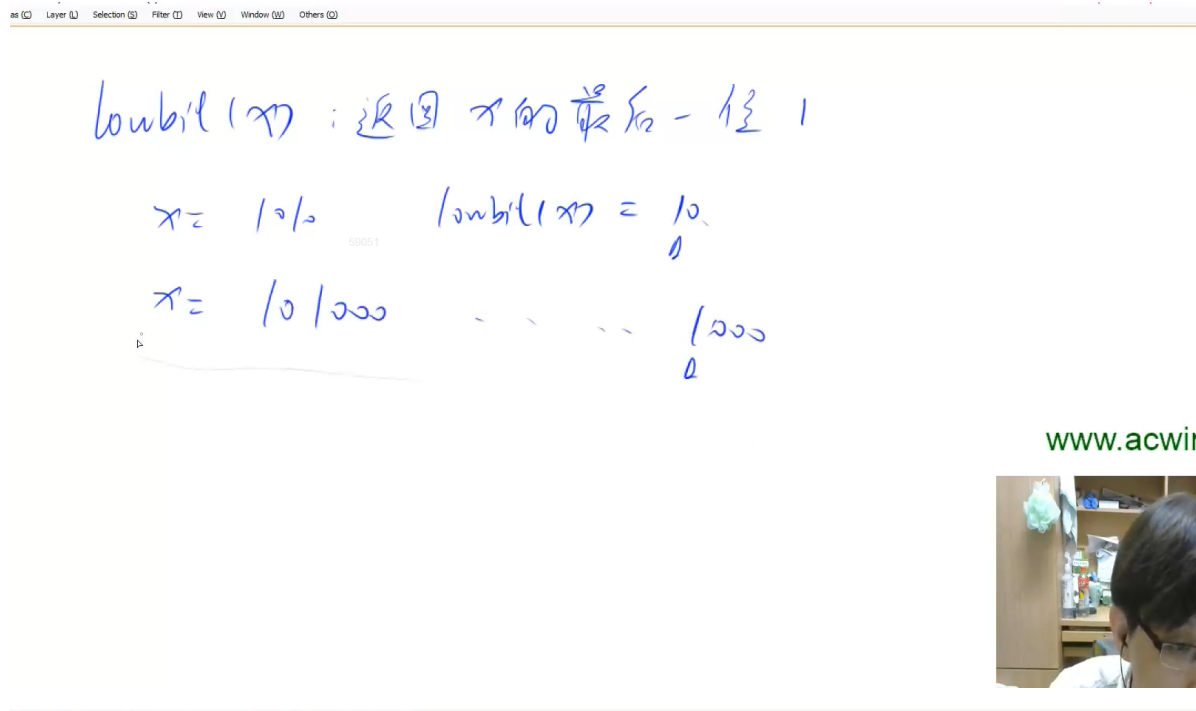 as (C) Layer (L) Selection (S) Filter (T) View (V) Window (W) Others (O)
lowbit(x) : 返回 x的最后一位 1
x= 1010 lowbit(x) = 10
59051
x= 101000 ‥ ‥ 1000
www.acwi